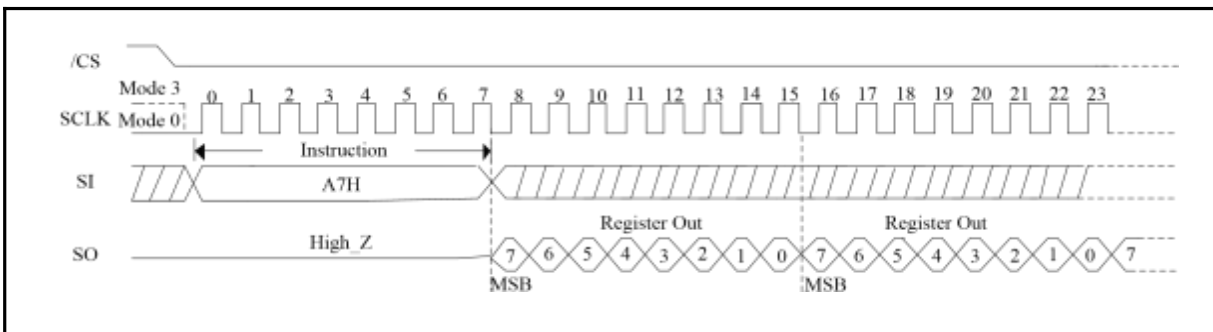 /CS
Mode 3
0 1 2 3 4 5 6 7 8 9 10 11 12 13 14 15 16 17 18 19 20 21 22 23
SCLK Mode 0
Instruction
SI A7H
Register Out Register Out
SO High_Z 7 6 5 4 3 2 1 0 7 6 5 4 3 2 1 0 7
MSB MSB